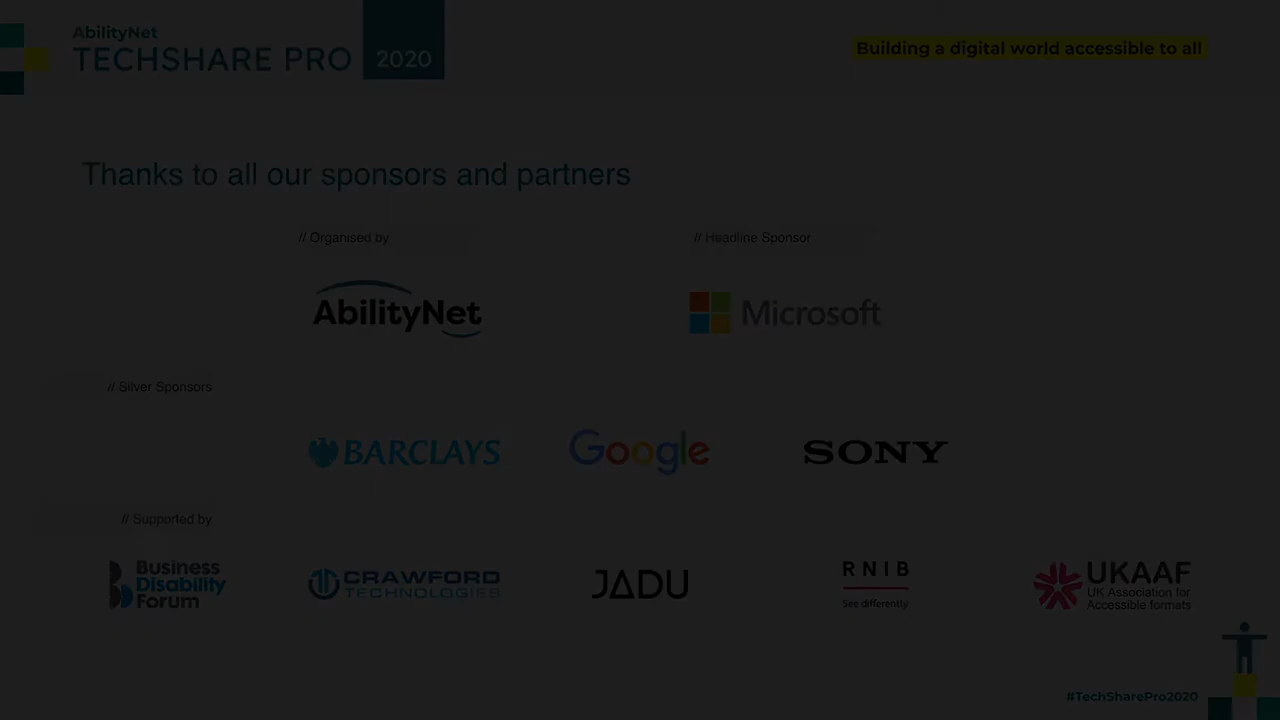 AbilityNet
TECHSHARE PRO 2020
Building a digital world accessible to all
Thanks to all our sponsors and partners
// Organised by
// Headline Sponsor
AbilityNet
Microsoft
// Silver Sponsors
BARCLAYS
Google
SONY
// Supported by
Business
Disability
Forum
CRAWFORD
TECHNOLOGIES
JADU
RNIB
See differently
UKAAF
UK Association for
Accessible formats
#TechSharePro2020